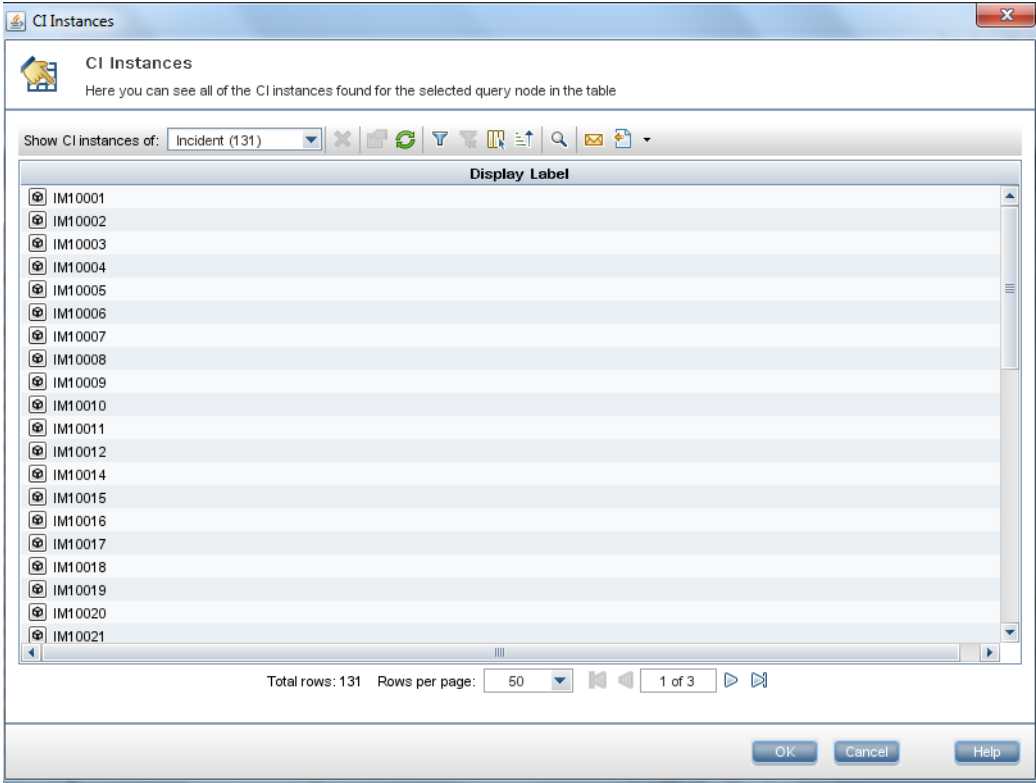 CI Instances
CI Instances
Here you can see all of the CI instances found for the selected query node in the table
Show CI instances of: Incident (131)
Display Label
IM10001
IM10002
IM10003
IM10004
IM10005
IM10006
IM10007
IM10008
IM10009
IM10010
IM10011
IM10012
IM10014
IM10015
IM10016
IM10017
IM10018
IM10019
IM10020
IM10021
Total rows: 131 Rows per page: 50 1 of 3
OK Cancel Help